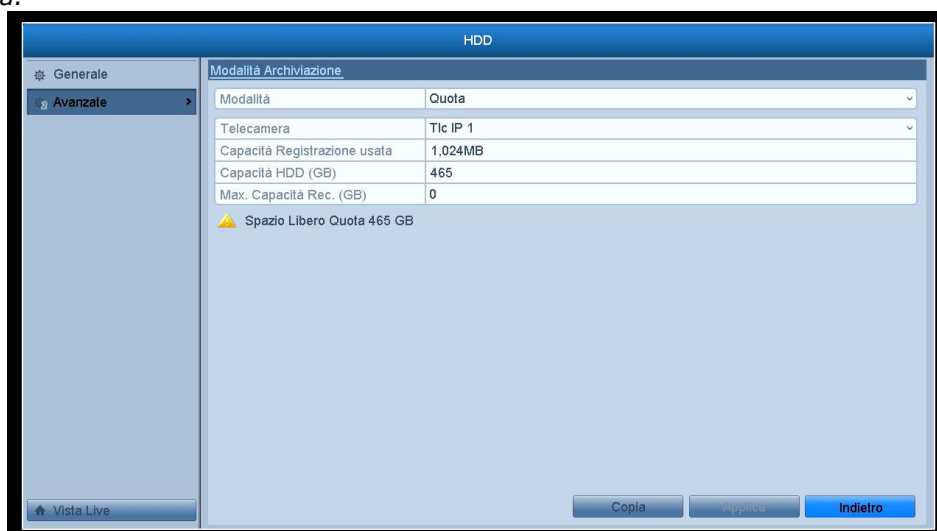 HDD
Generale
Avanzate
Modalità Archiviazione
Modalità Quota
Telecamera Tlc IP 1
Capacità Registrazione usata 1,024MB
Capacità HDD (GB) 465
Max. Capacità Rec. (GB) 0
Spazio Libero Quota 465 GB
Vista Live
Copia Applica Indietro